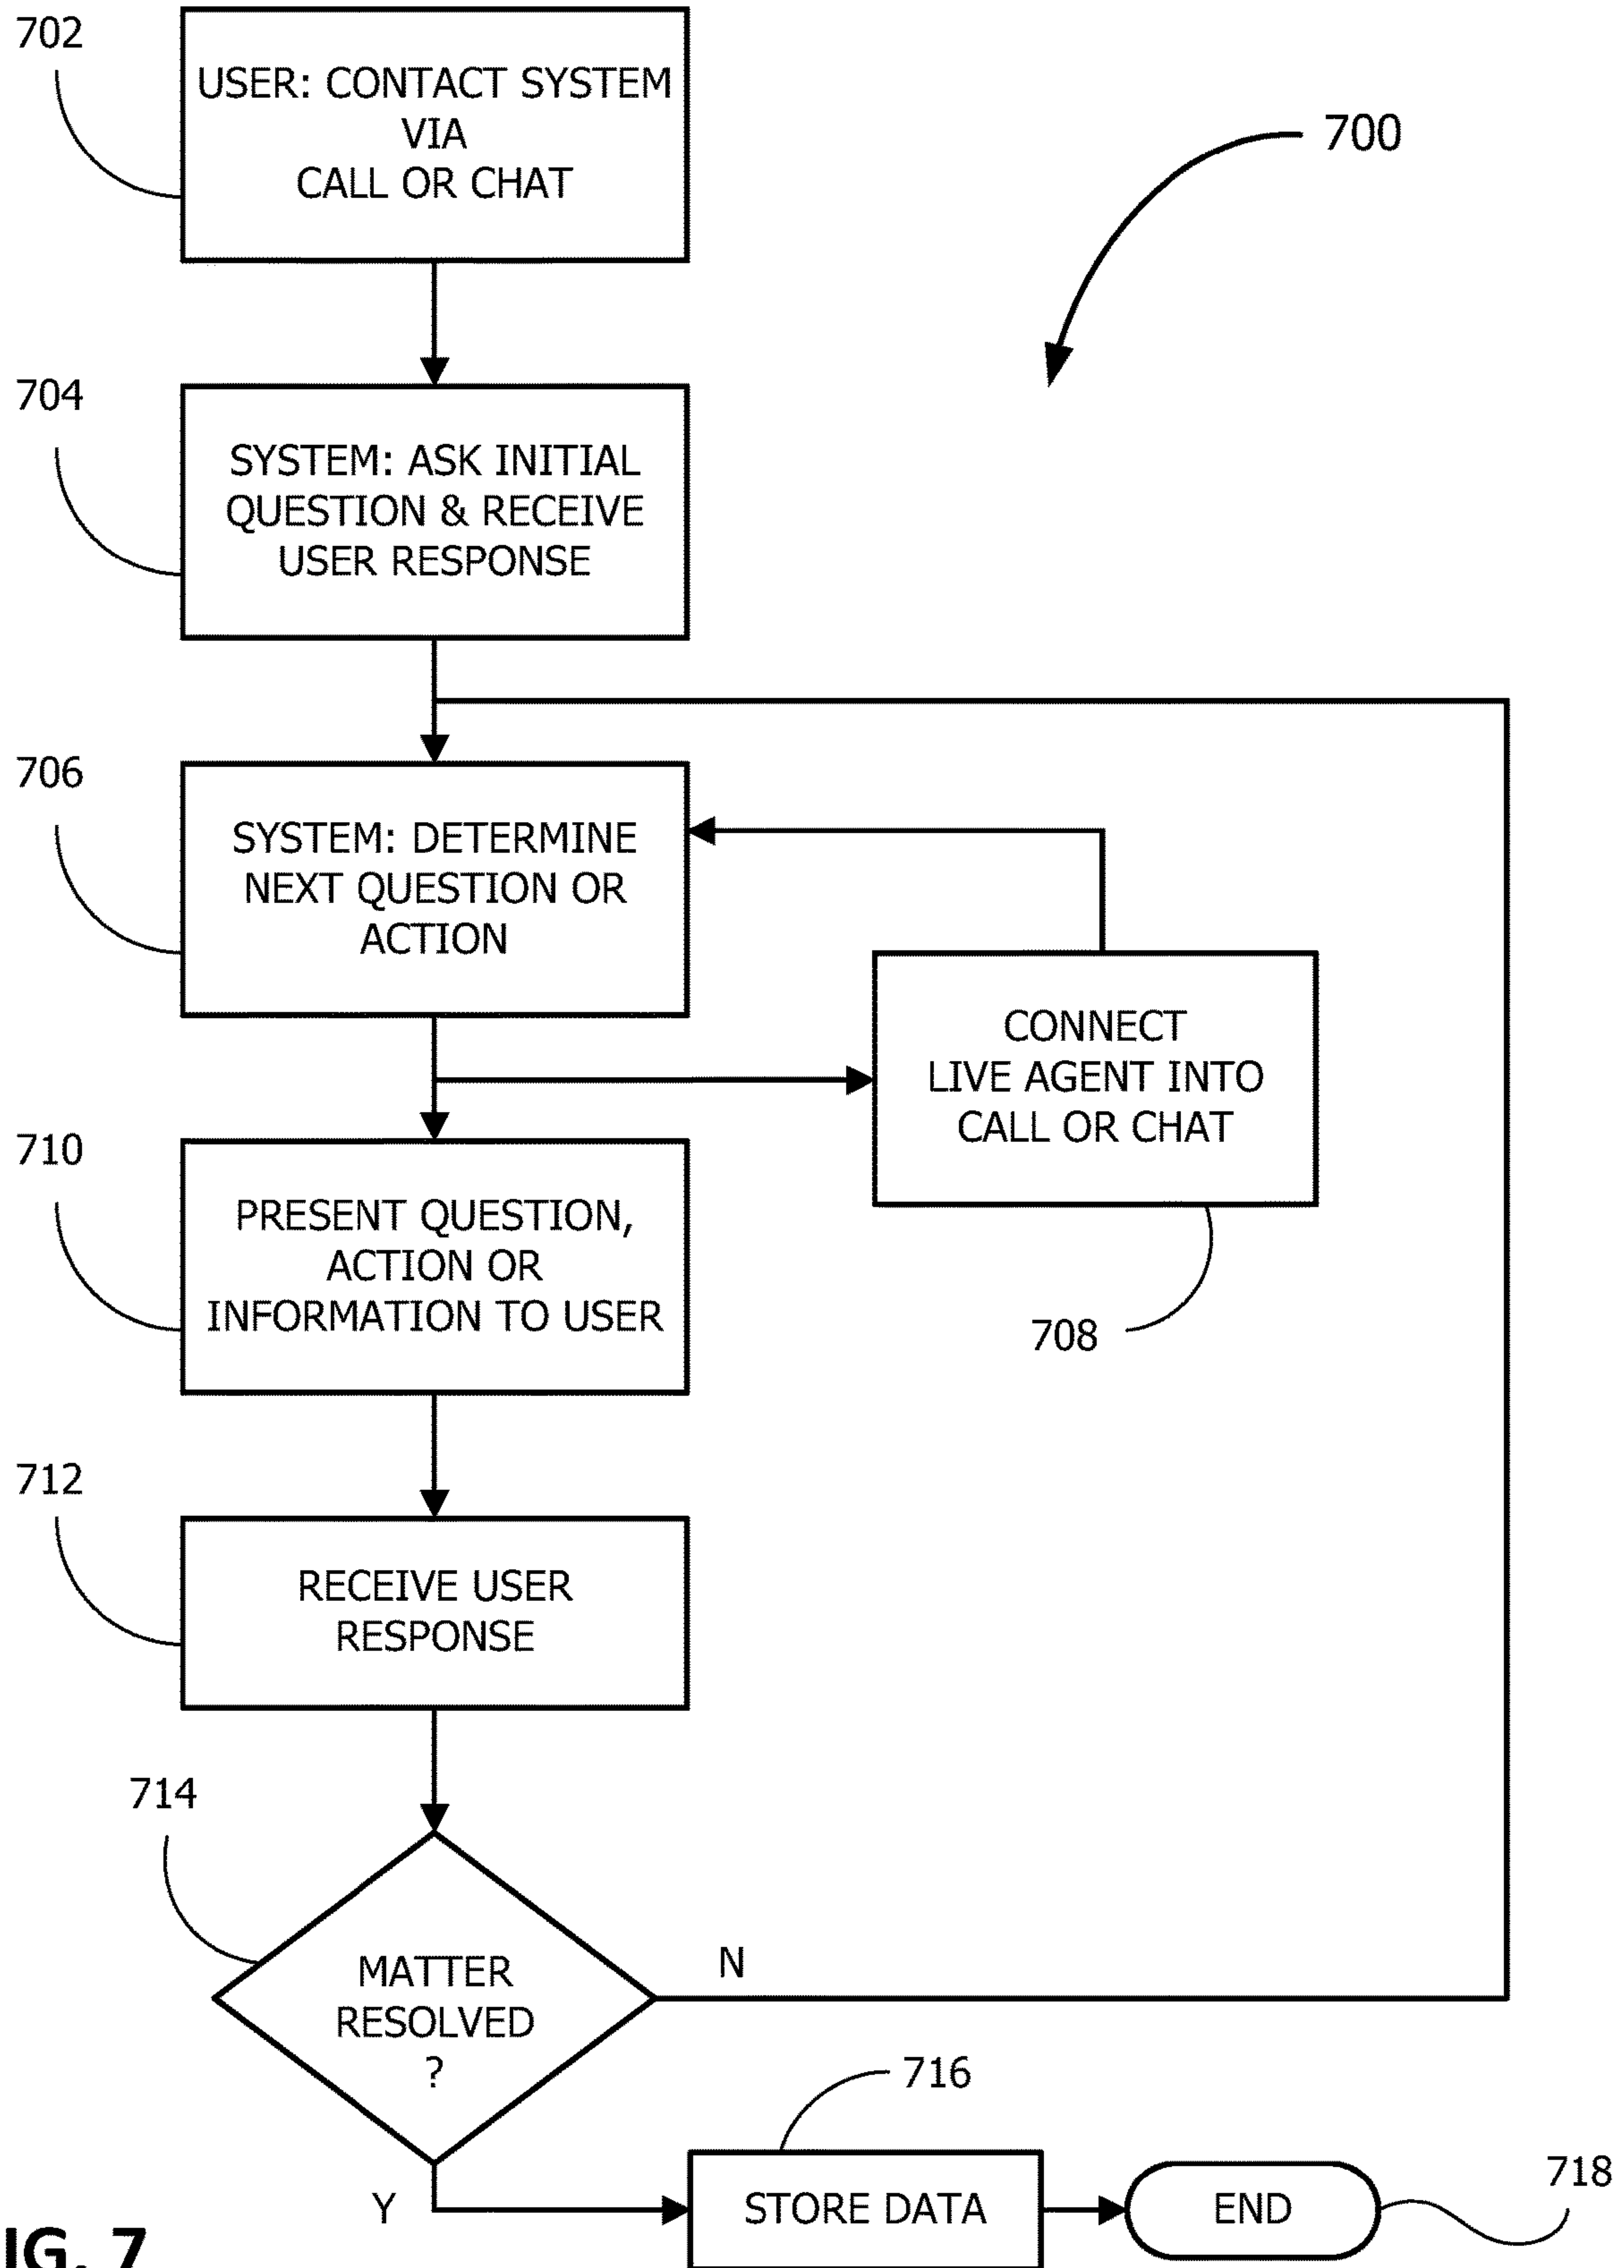 702
USER: CONTACT SYSTEM
VIA
CALL OR CHAT
700
704
SYSTEM: ASK INITIAL
QUESTION & RECEIVE
USER RESPONSE
706
SYSTEM: DETERMINE
NEXT QUESTION OR
ACTION
CONNECT
LIVE AGENT INTO
CALL OR CHAT
708
710
PRESENT QUESTION,
ACTION OR
INFORMATION TO USER
712
RECEIVE USER
RESPONSE
714
MATTER
RESOLVED
?
N
Y
716
STORE DATA
END
718
IG. 7